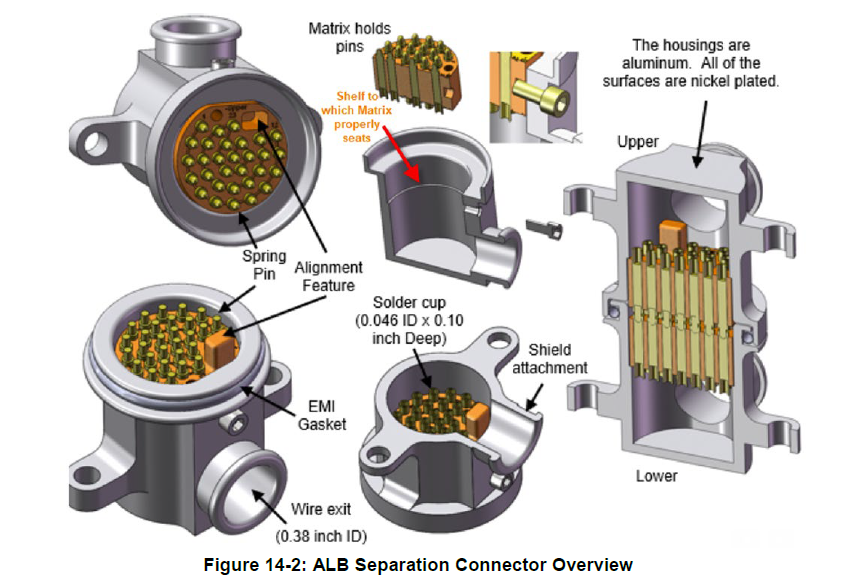 Matrix holds
pins
The housings are
aluminum. All of the
surfaces are nickel plated.
Shelf to
which Matrix
properly
seats
Upper
Spring
Pin
Alignment
Feature
Solder cup
(0.046 ID x 0.10
inch Deep)
Shield
attachment
EMI
Gasket
Wire exit
(0.38 inch ID)
Lower
Figure 14-2: ALB Separation Connector Overview